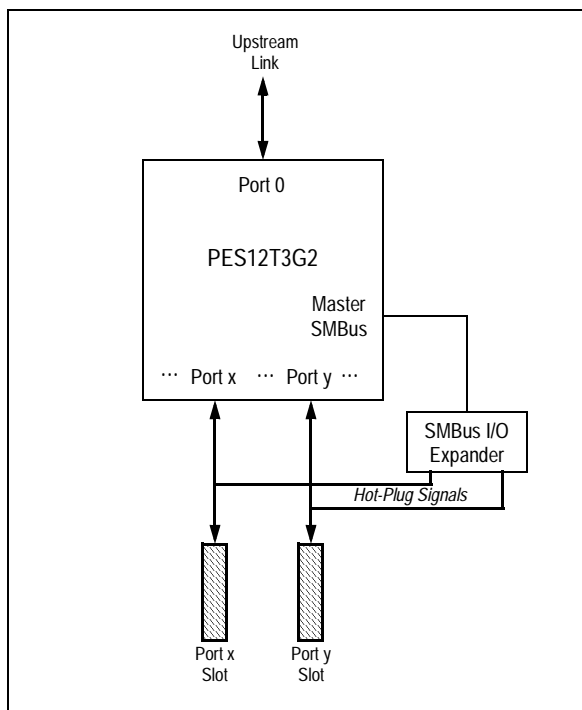 Upstream
Link
Port 0
PES12T3G2
Master
SMBus
··· Port x ··· Port y ···
SMBus I/O
Expander
Hot-Plug Signals
Port x
Slot
Port y
Slot